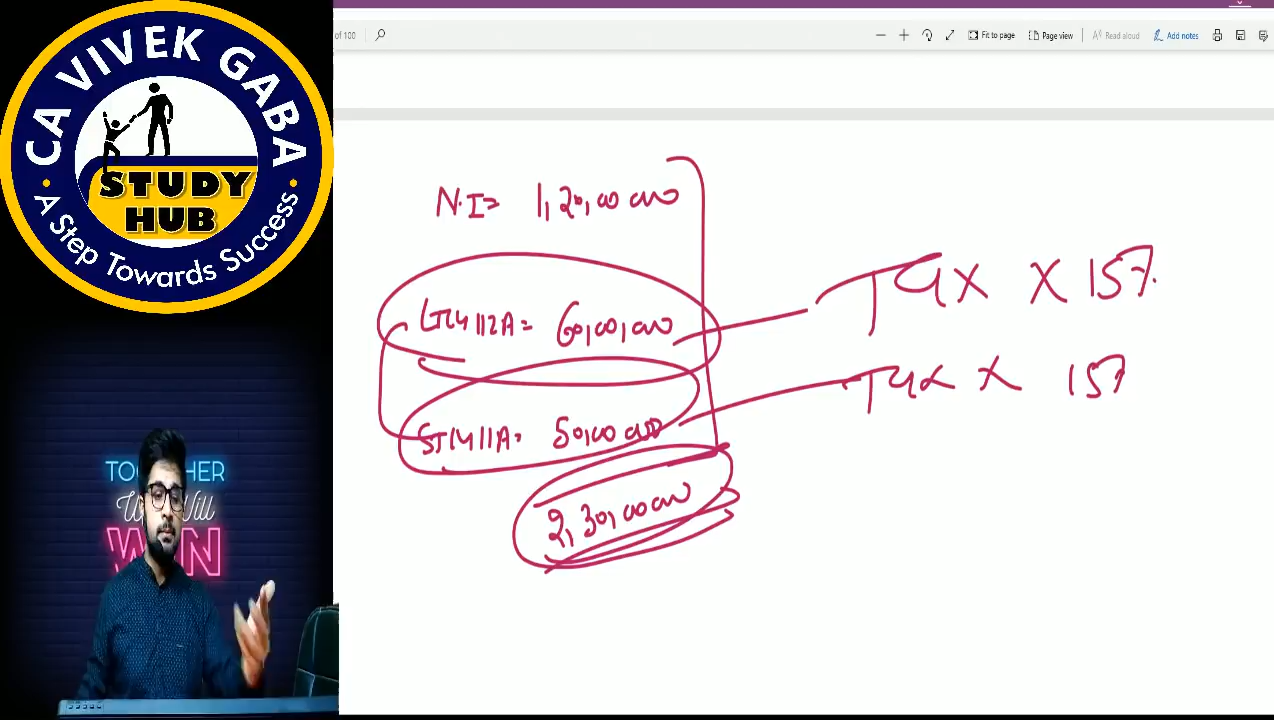 CA VIVEK GABA
STUDY
HUB
A Step Towards Success
of 100
Fit to page
Page view
Read aloud
Add notes
N.I= 1,20,00,000
LTCG 112A = 60,00,000
TAX X 15%
STCG 111A = 50,00,000
TAX X 15%
2,30,00,000
TOGETHER
We Will
WIN